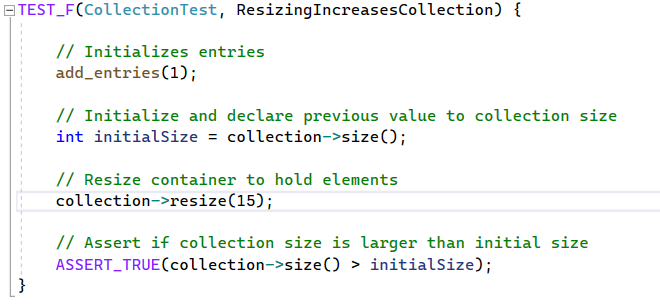 TEST_F(CollectionTest, ResizingIncreasesCollection) {
// Initializes entries
add_entries(1);
// Initialize and declare previous value to collection size
int initialSize = collection->size();
// Resize container to hold elements
collection->resize(15);
// Assert if collection size is larger than initial size
ASSERT_TRUE(collection->size() > initialSize);
}